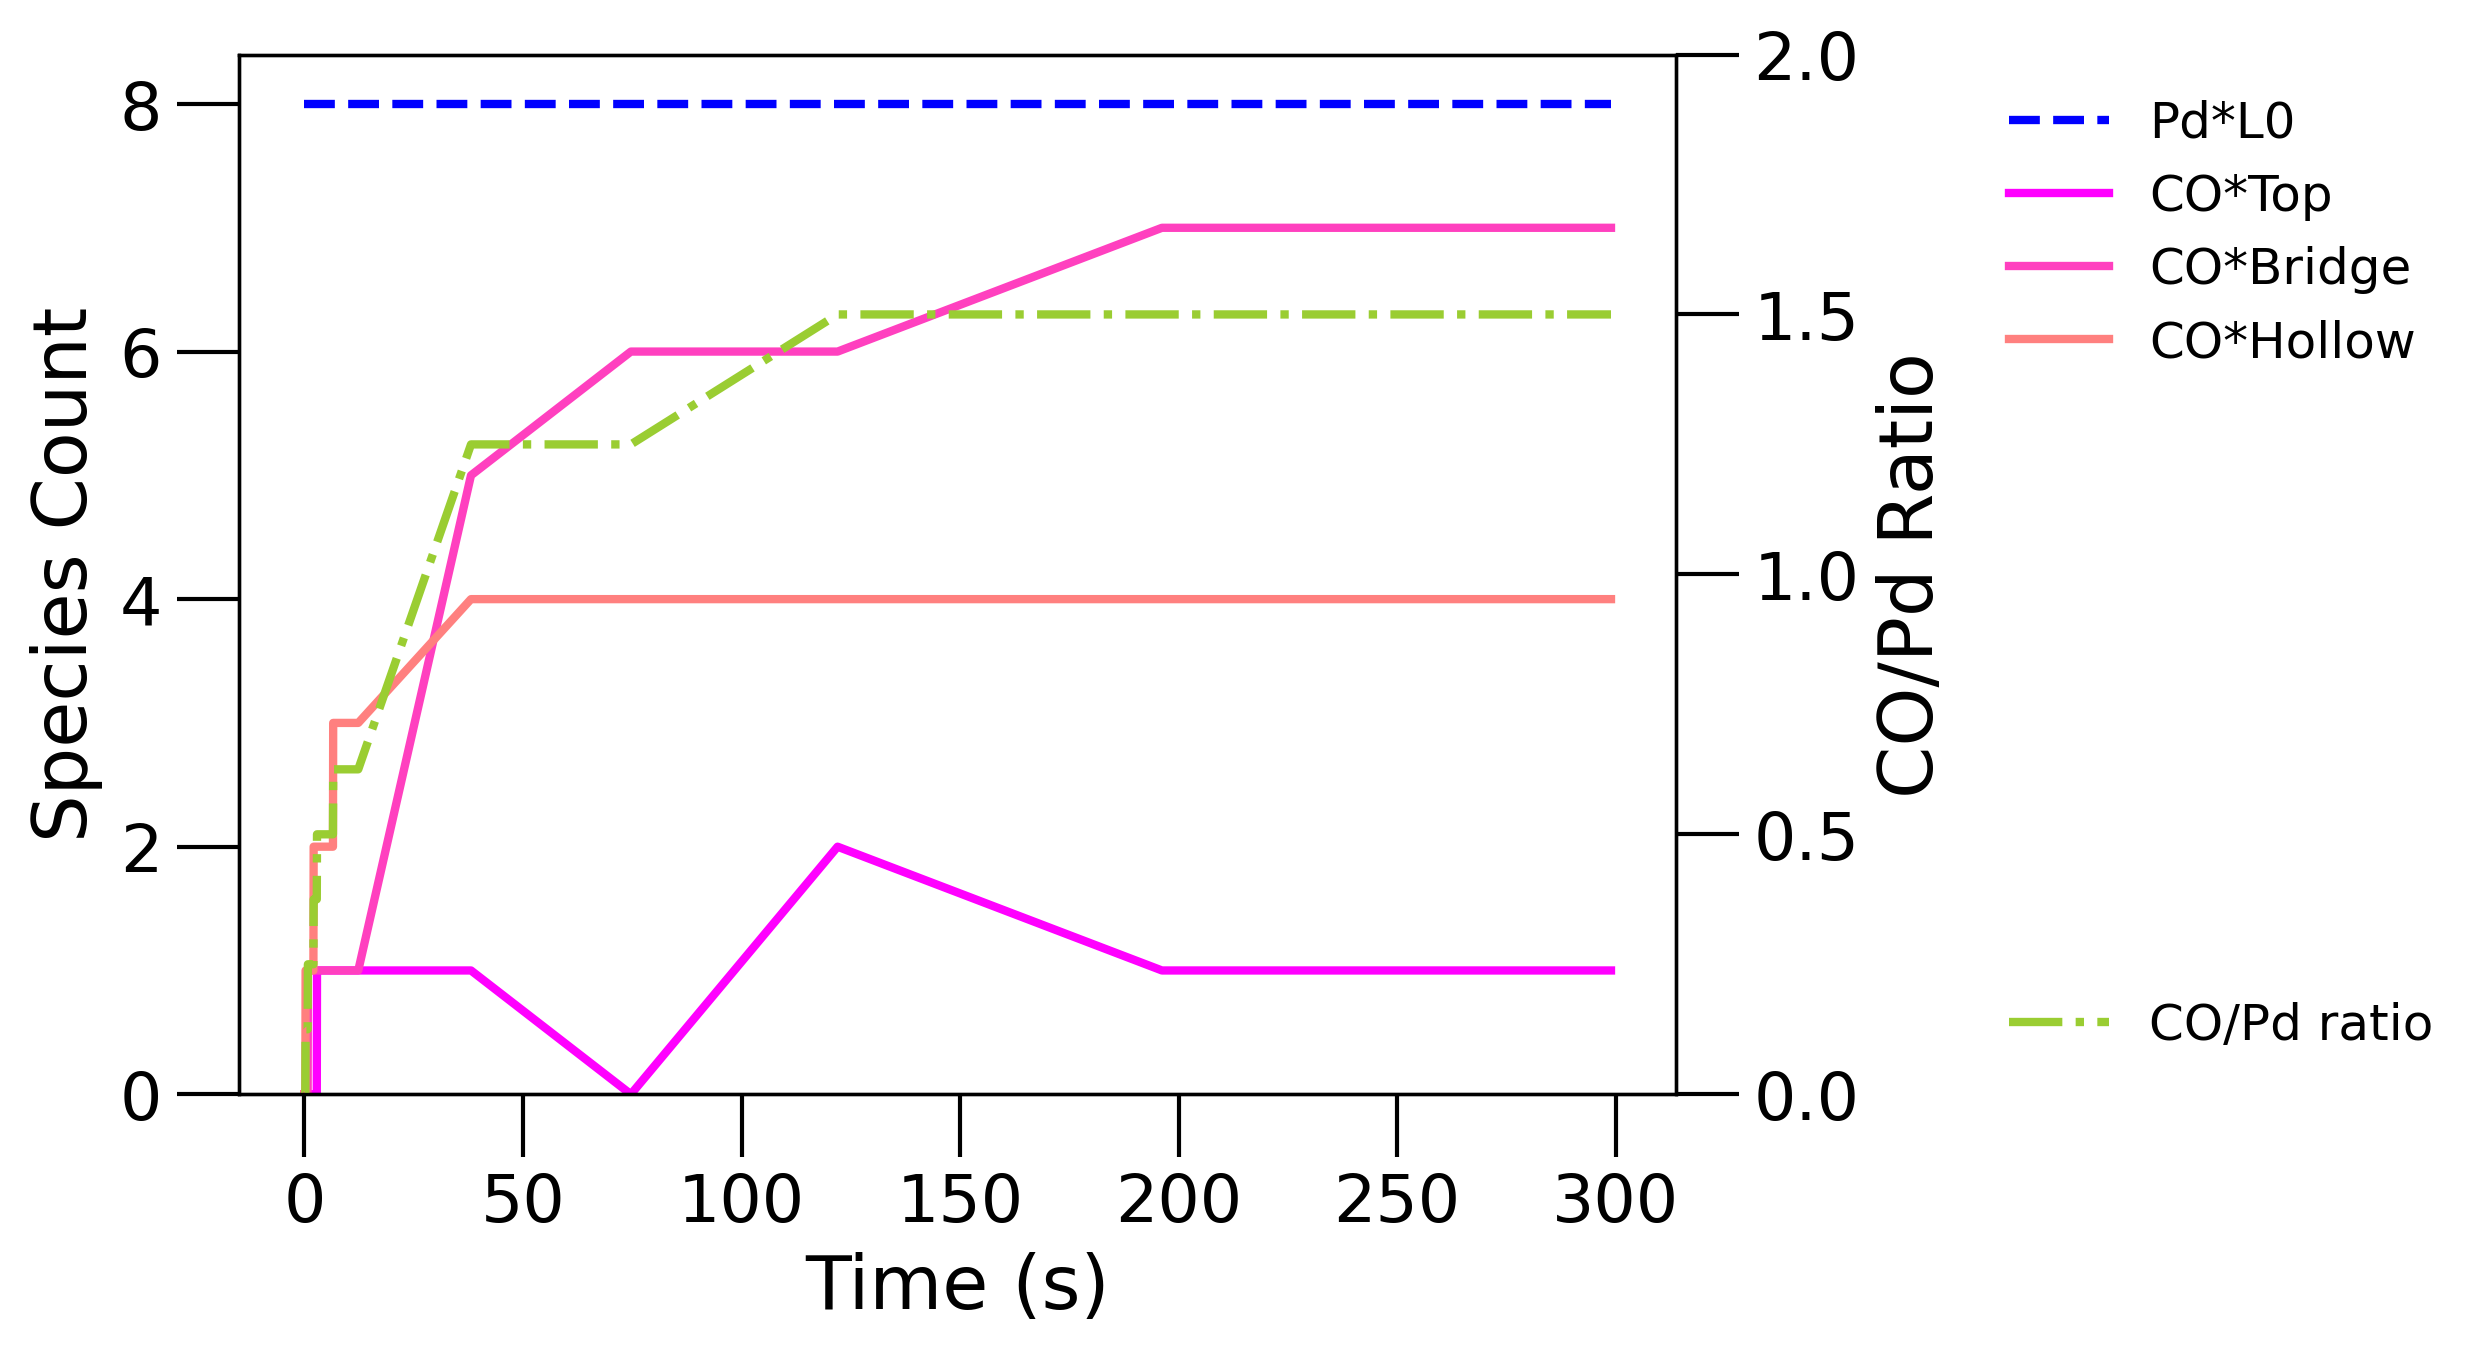 Species Count
8
6
4
2
0
0 50 100 150 200 250 300
Time (s)
2.0
1.5
1.0
0.5
0.0
CO/Pd Ratio
Pd*L0
CO*Top
CO*Bridge
CO*Hollow
CO/Pd ratio